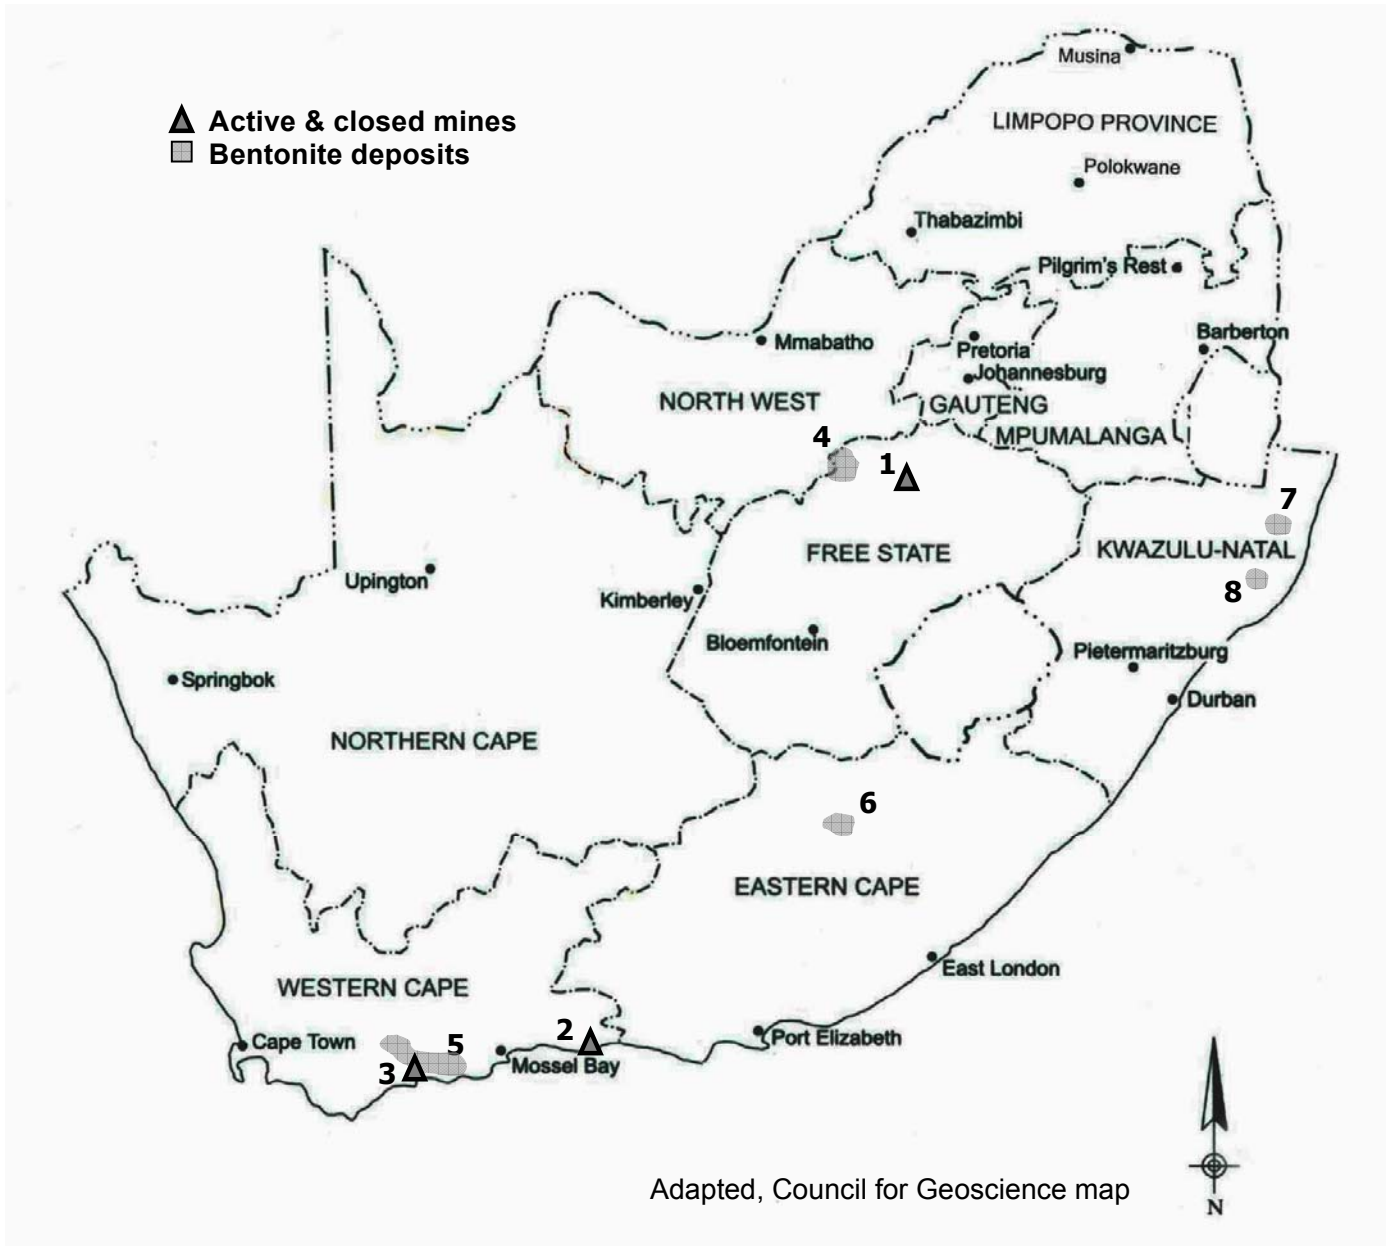 Musina
Active & closed mines
Bentonite deposits
LIMPOPO PROVINCE
Polokwane
Thabazimbi
Pilgrim's Rest
Barberton
Mmabatho
Pretoria
Johannesburg
NORTH WEST
GAUTENG
MPUMALANGA
4
1
7
FREE STATE
KWAZULU-NATAL
Upington
Kimberley
8
Bloemfontein
Pietermaritzburg
Springbok
Durban
NORTHERN CAPE
6
EASTERN CAPE
East London
WESTERN CAPE
2
Cape Town
5
Port Elizabeth
3
Mossel Bay
Adapted, Council for Geoscience map
N